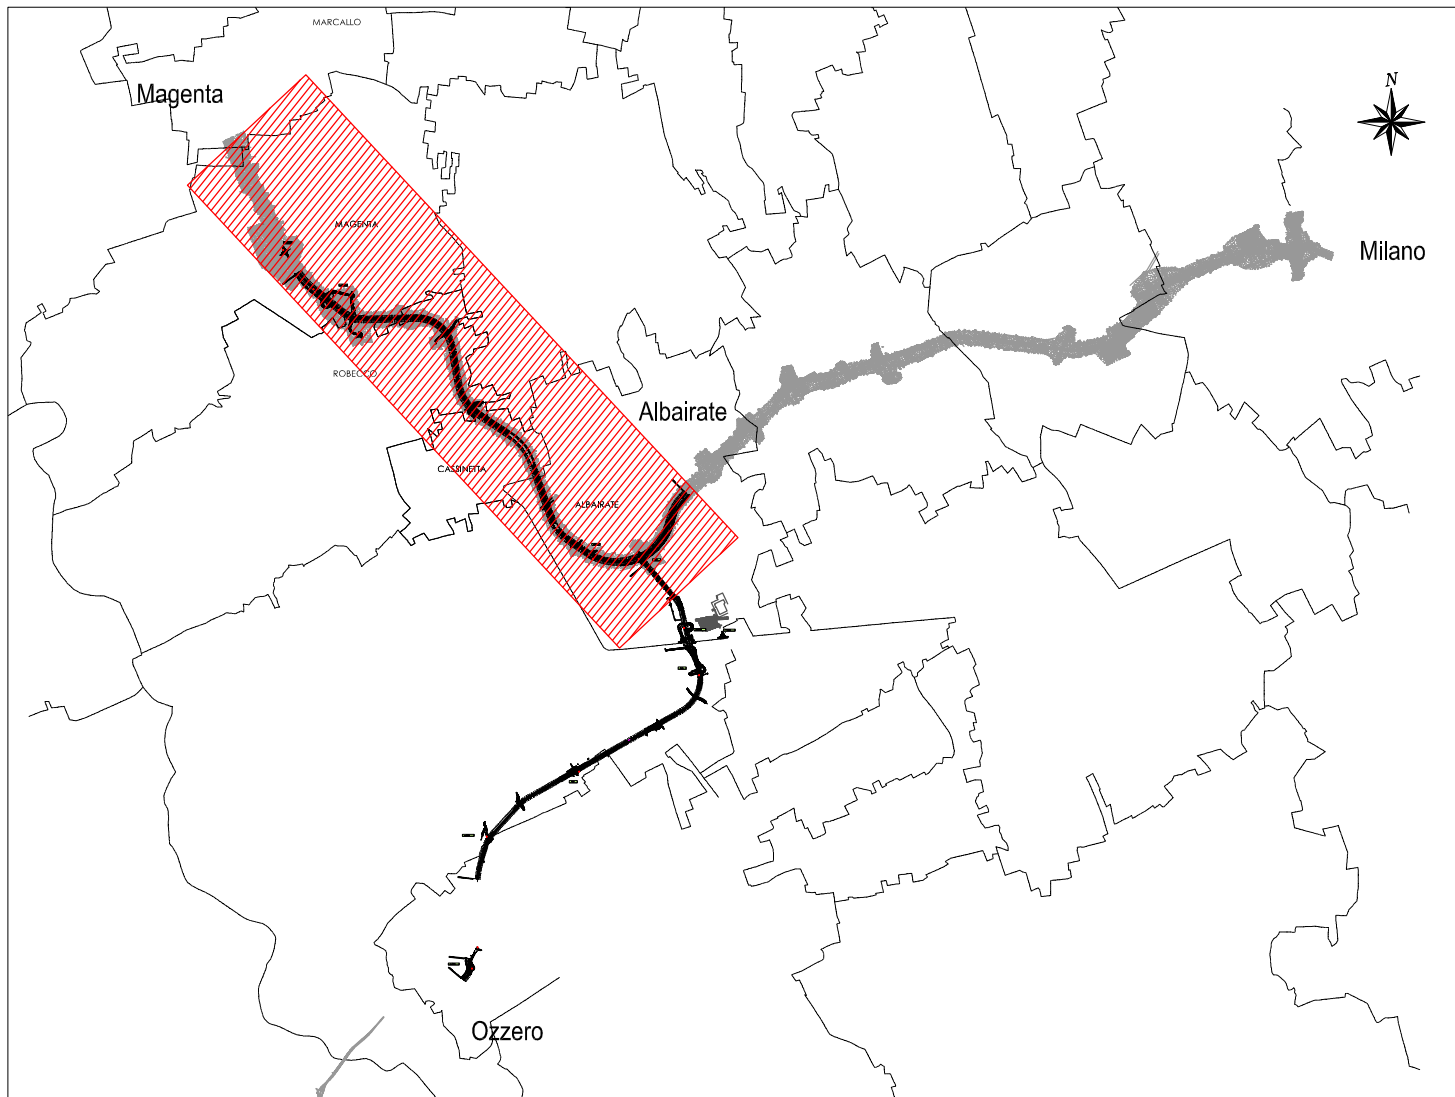 MARCALLO
Magenta
N
MAGENTA
Milano
ROBECCO
Albairate
CASSINETTA
ALBAIRATE
Ozzero